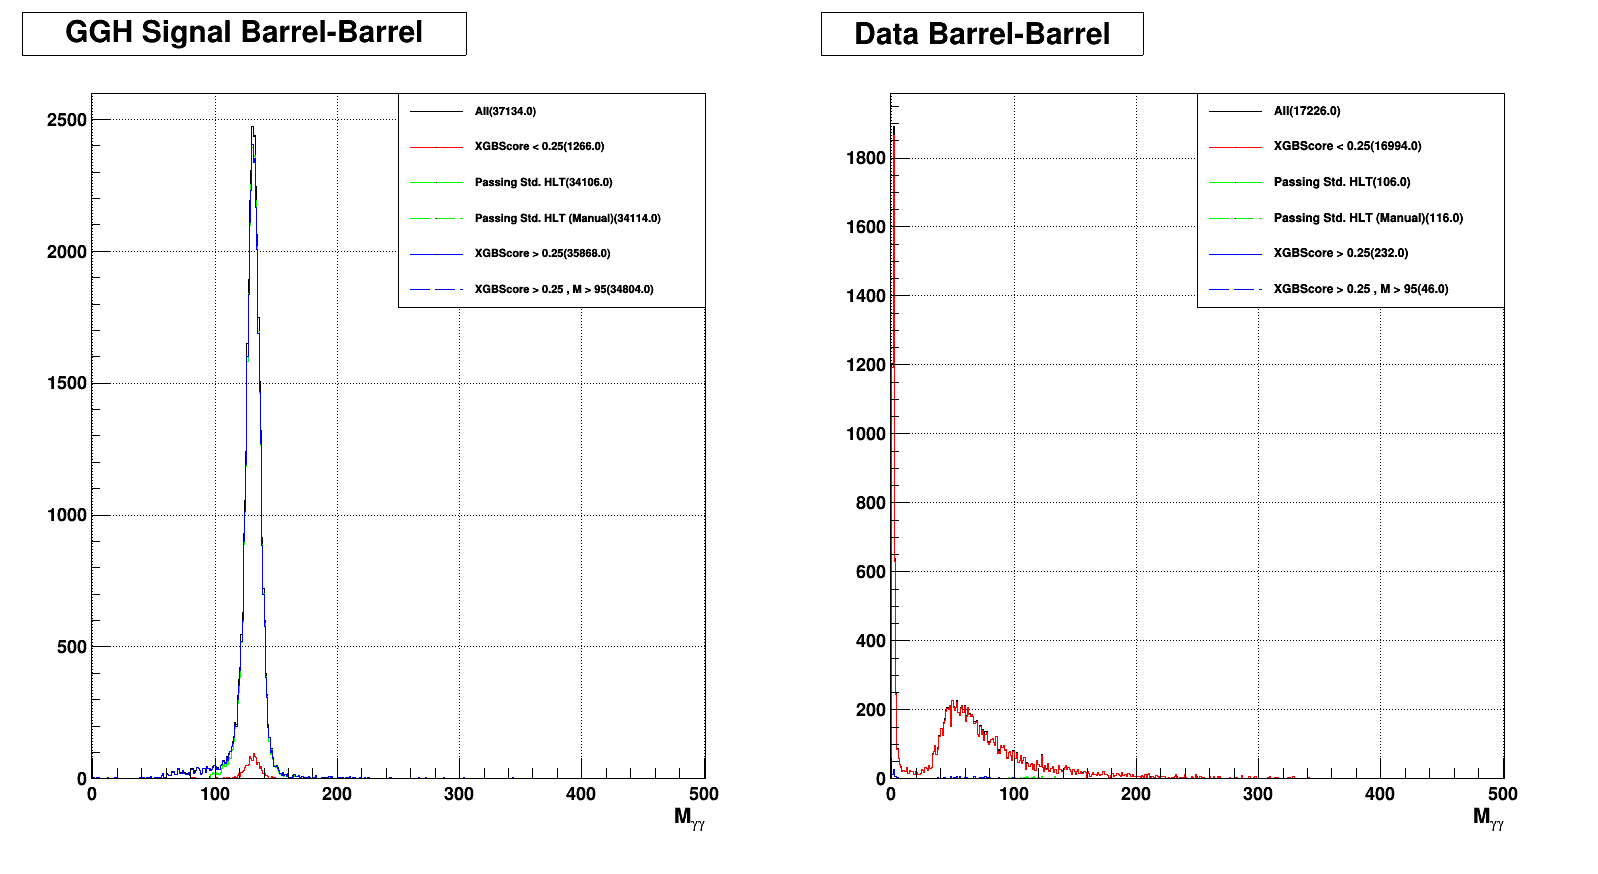 GGH Signal Barrel-Barrel
All(37134.0)
XGBScore < 0.25(1266.0)
Passing Std. HLT(34106.0)
Passing Std. HLT (Manual)(34114.0)
XGBScore > 0.25(35868.0)
XGBScore > 0.25 , M > 95(34804.0)
2500
2000
1500
1000
500
0
0 100 200 300 400 500
Mγγ
Data Barrel-Barrel
All(17226.0)
XGBScore < 0.25(16994.0)
Passing Std. HLT(106.0)
Passing Std. HLT (Manual)(116.0)
XGBScore > 0.25(232.0)
XGBScore > 0.25 , M > 95(46.0)
1800
1600
1400
1200
1000
800
600
400
200
0
0 100 200 300 400 500
Mγγ